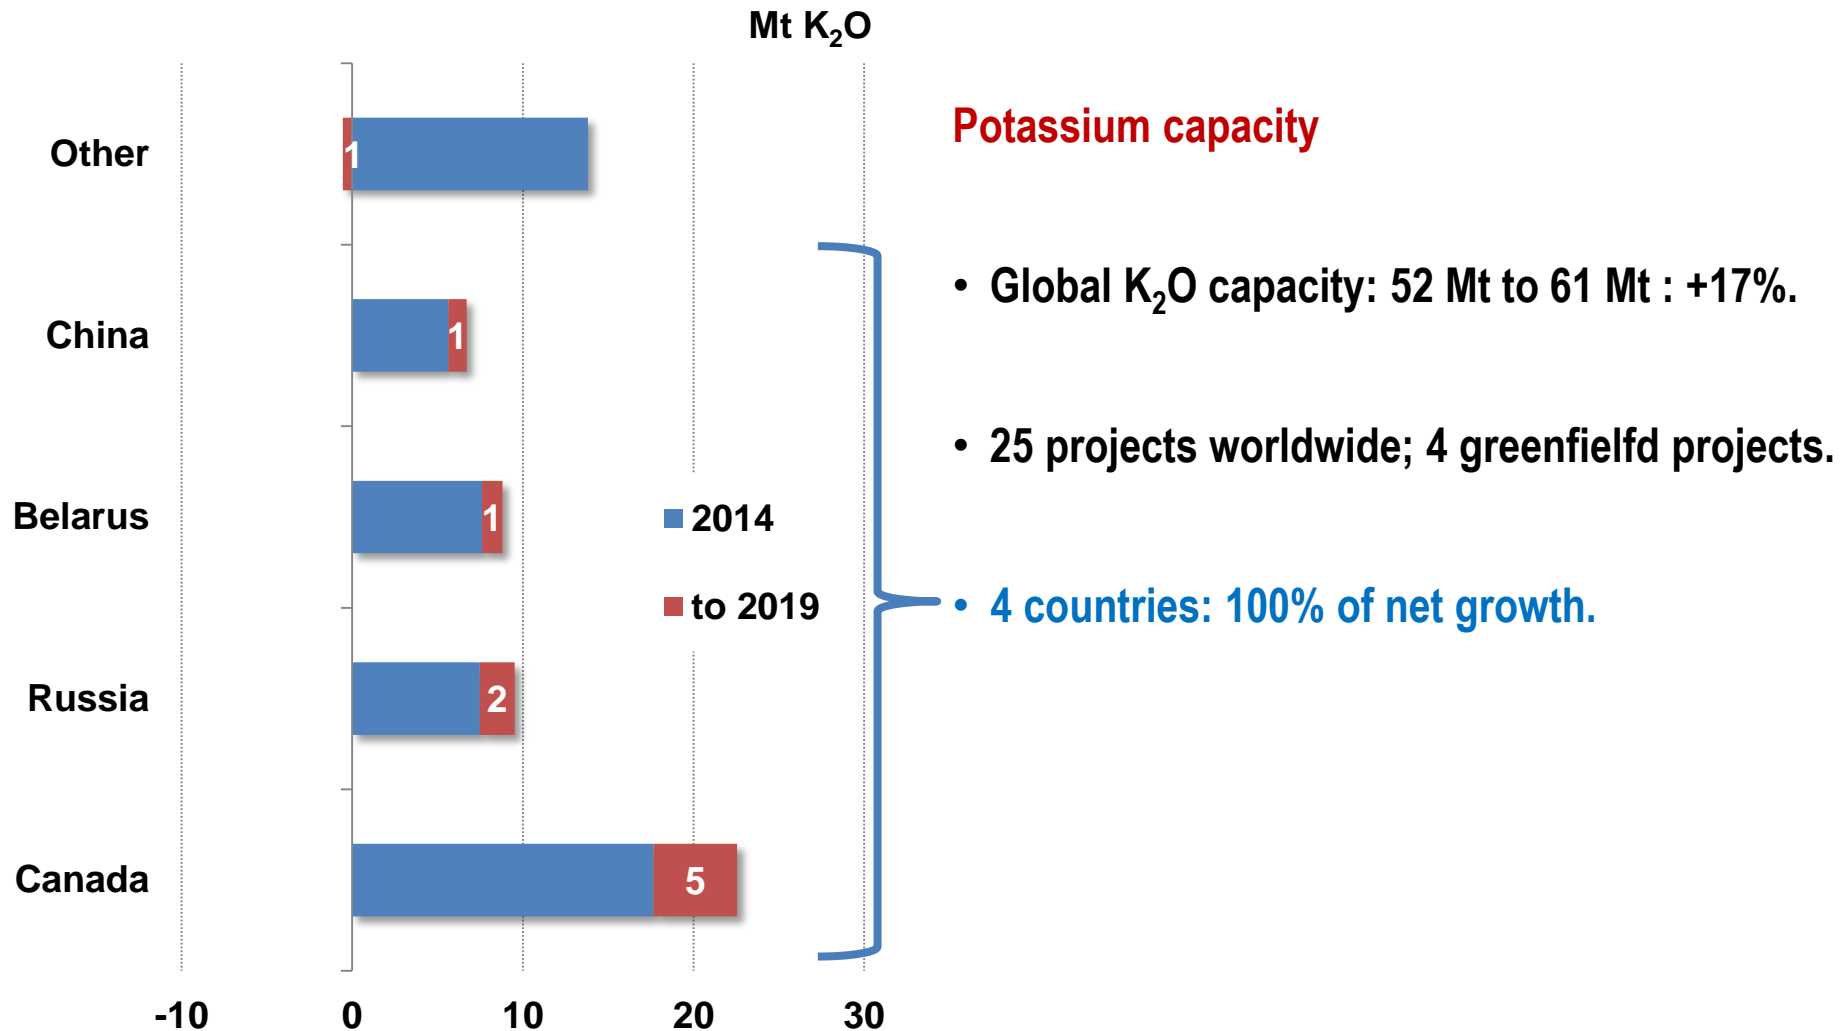 Mt K₂O
Other
1
China
1
Belarus
1
Russia
2
Canada
5
2014
to 2019
-10 0 10 20 30
Potassium capacity
• Global K₂O capacity: 52 Mt to 61 Mt : +17%.
• 25 projects worldwide; 4 greenfielfd projects.
• 4 countries: 100% of net growth.